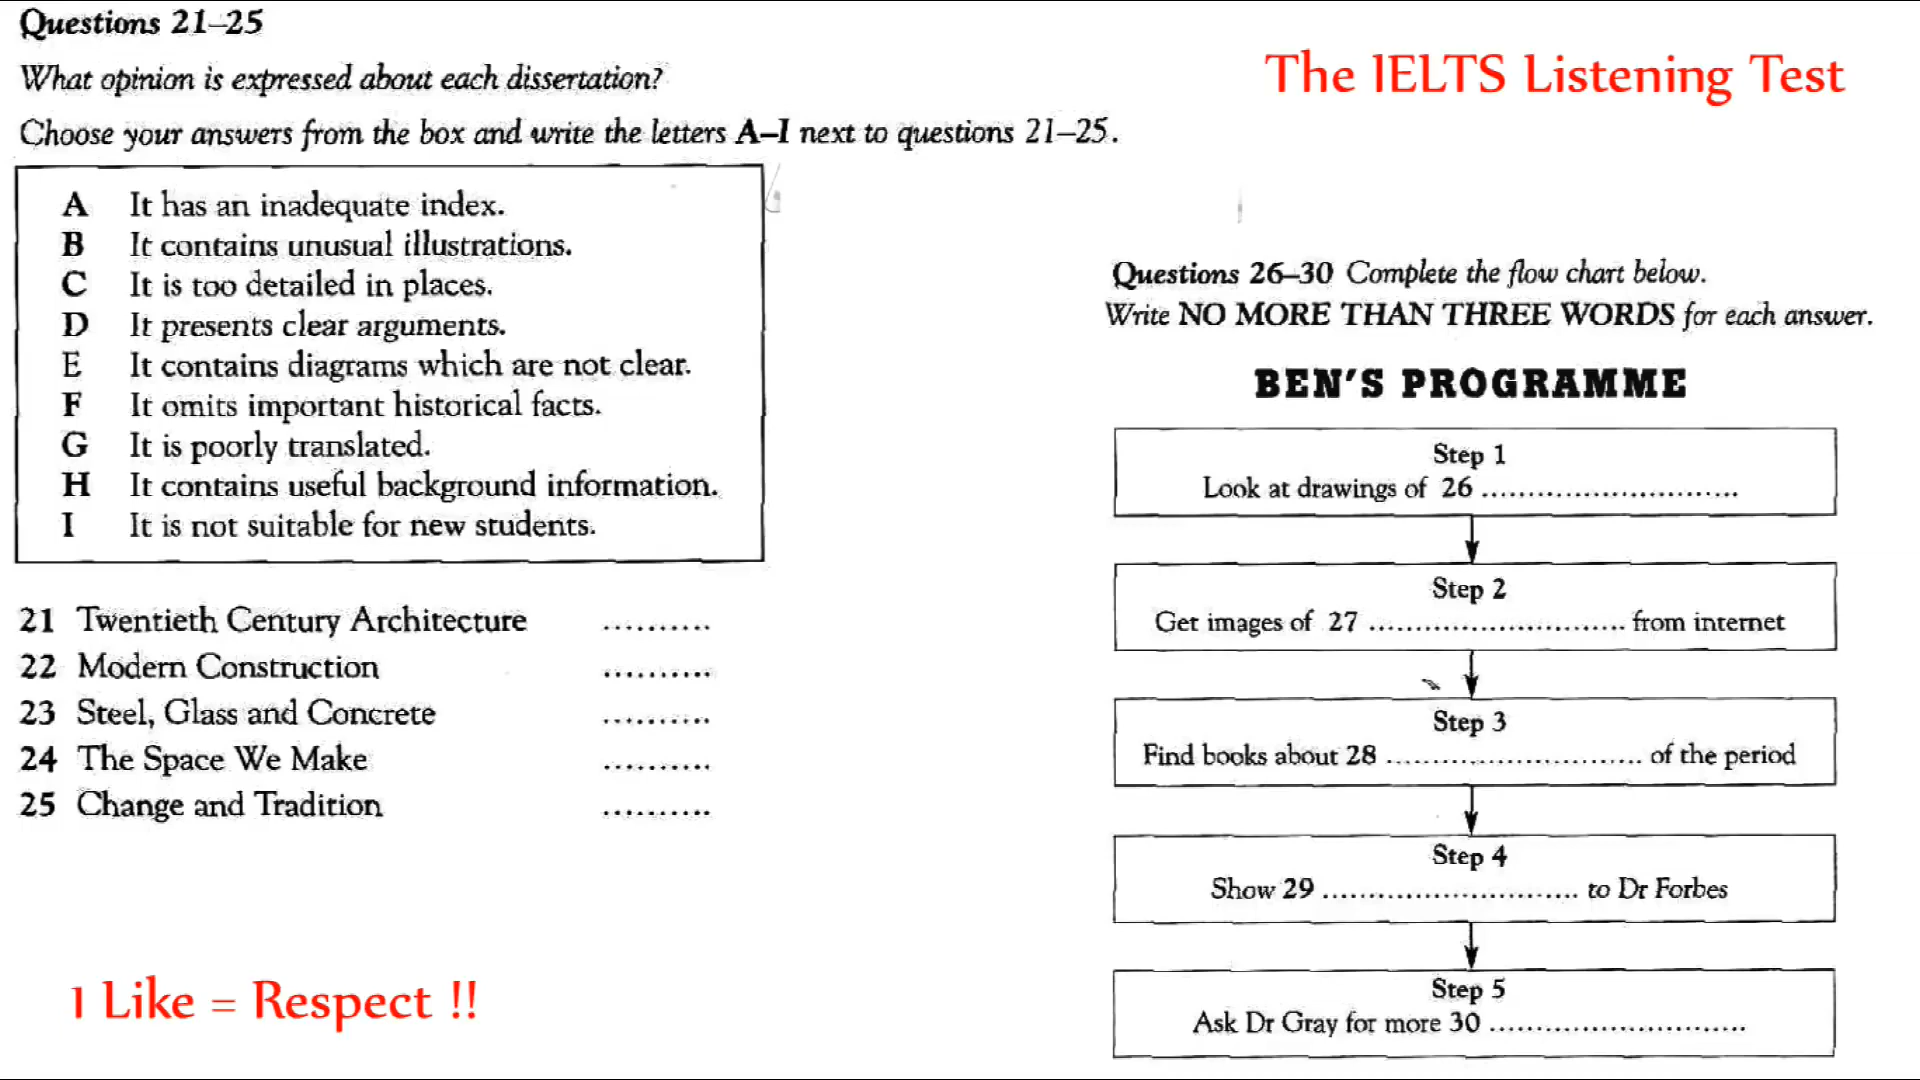 Questions 21–25
What opinion is expressed about each dissertation?
Choose your answers from the box and write the letters A–I next to questions 21–25.
A It has an inadequate index.
B It contains unusual illustrations.
C It is too detailed in places.
D It presents clear arguments.
E It contains diagrams which are not clear.
F It omits important historical facts.
G It is poorly translated.
H It contains useful background information.
I It is not suitable for new students.
21 Twentieth Century Architecture ..........
22 Modern Construction ..........
23 Steel, Glass and Concrete ..........
24 The Space We Make ..........
25 Change and Tradition ..........
1 Like = Respect !!
The IELTS Listening Test
Questions 26–30 Complete the flow chart below.
Write NO MORE THAN THREE WORDS for each answer.
BEN'S PROGRAMME
Step 1
Look at drawings of 26 ............................
Step 2
Get images of 27 ............................ from internet
Step 3
Find books about 28 ............................ of the period
Step 4
Show 29 ............................ to Dr Forbes
Step 5
Ask Dr Gray for more 30 ............................